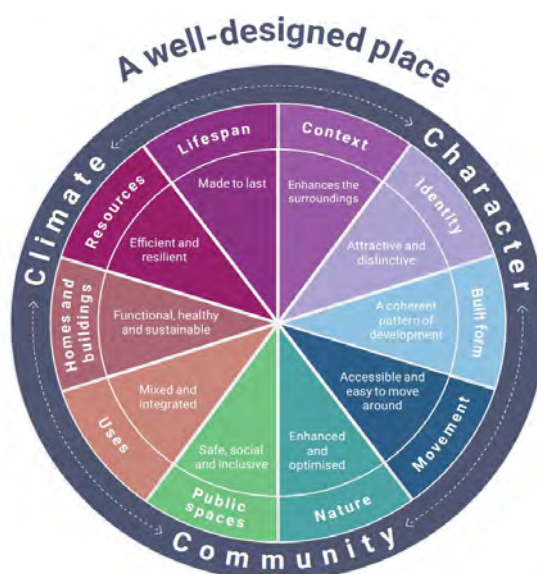 A well-designed place
Climate
Character
Community
Context
Enhances the
surroundings
Identity
Attractive and
distinctive
Built form
A coherent
pattern of
development
Movement
Accessible and
easy to move
around
Nature
Enhanced
and
optimised
Public
spaces
Safe, social
and inclusive
Uses
Mixed and
integrated
Homes and
buildings
Functional, healthy
and sustainable
Resources
Efficient and
resilient
Lifespan
Made to last